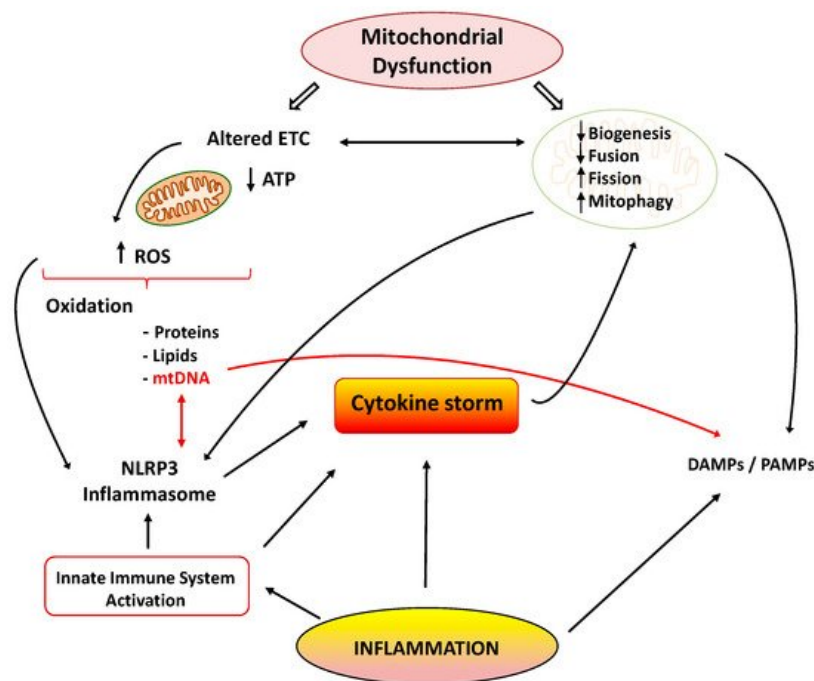 Mitochondrial
Dysfunction
Altered ETC
ATP
Biogenesis
Fusion
Fission
Mitophagy
ROS
Oxidation
- Proteins
- Lipids
- mtDNA
Cytokine storm
NLRP3
Inflammasome
DAMPs / PAMPs
Innate Immune System
Activation
INFLAMMATION